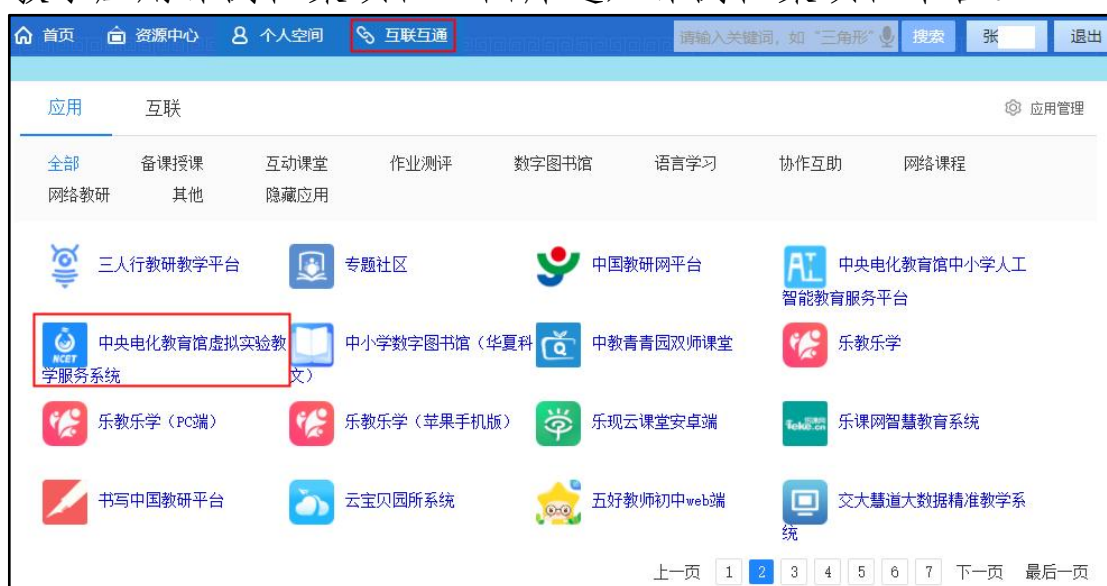 首页 资源中心 个人空间 互联互通 请输入关键词，如“三角形” 搜索 张 退出
应用 互联 应用管理
全部 备课授课 互动课堂 作业测评 数字图书馆 语言学习 协作互助 网络课程
网络教研 其他 隐藏应用
三人行教研教学平台 专题社区 中国教研网平台 中央电化教育馆中小学人工
智能教育服务平台
中央电化教育馆虚拟实验教 中小学数字图书馆（华夏科 中教青青园双师课堂 乐教乐学
NCET
学服务系统 文）
乐教乐学（PC端） 乐教乐学（苹果手机版） 乐现云课堂安卓端 乐课网智慧教育系统
书写中国教研平台 云宝贝园所系统 五好教师初中web端 交大慧道大数据精准教学系
统
上一页 1 2 3 4 5 6 7 下一页 最后一页